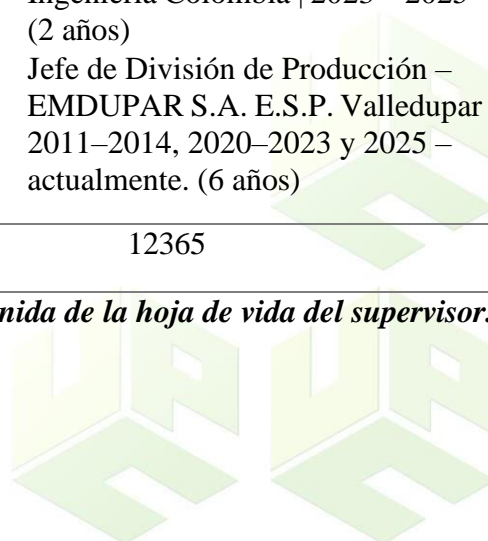 Ingeniería Colombia | 2023 – 2025
(2 años)
Jefe de División de Producción –
EMDUPAR S.A. E.S.P. Valledupar
2011–2014, 2020–2023 y 2025 –
actualmente. (6 años)
12365
nida de la hoja de vida del supervisor.